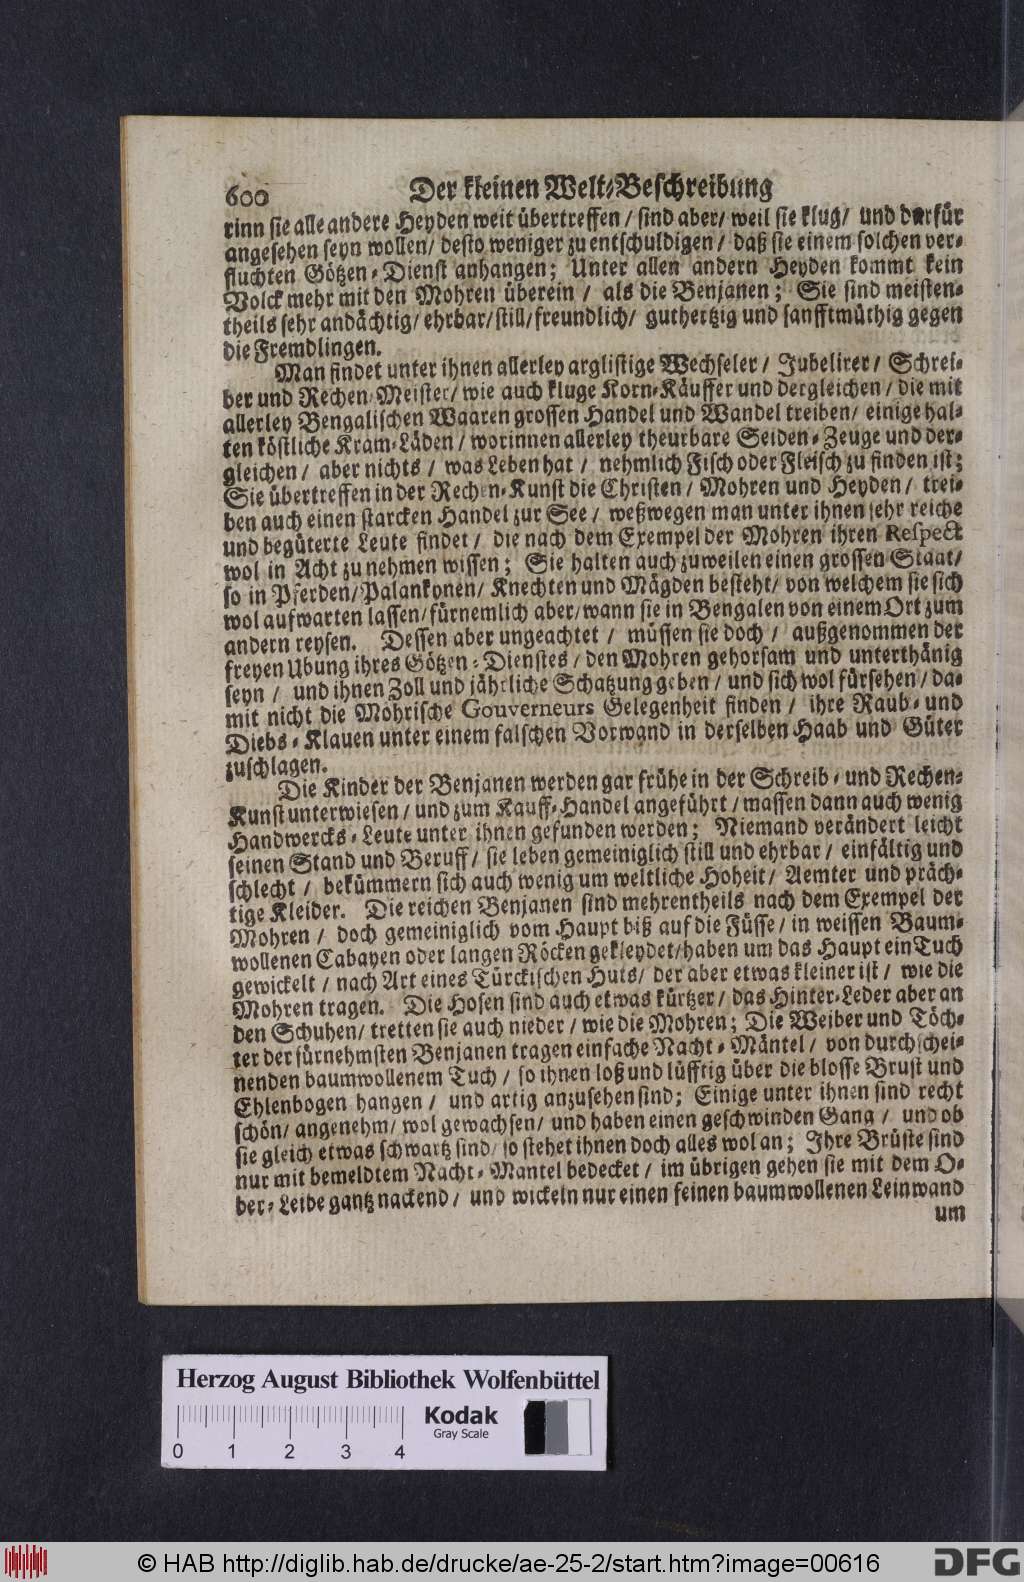 600 Der kleinen Welt-Beschreibung
rinn sie alle andere Heyden weit übertreffen / sind aber / weil sie klug / und darfür
angesehen seyn wollen / desto weniger zu entschuldigen / daß sie einem solchen ver-
fluchten Götzen-Dienst anhangen; Unter allen andern Heyden kommt kein
Volck mehr mit den Mohren überein / als die Benjanen; Sie sind meisten-
theils sehr andächtig / ehrbar / still / freundlich / guthertzig und sanfftmüthig gegen
die Fremdlingen.
Man findet unter ihnen allerley arglistige Wechseler / Jubelirer / Schrei-
ber und Rechen-Meister / wie auch kluge Korn-Käuffer und dergleichen / die mit
allerley Bengalischen Waaren grossen Handel und Wandel treiben / einige hal-
ten köstliche Kram-Läden / worinnen allerley theurbare Seiden-Zeuge und der-
gleichen / aber nichts / was Leben hat / nehmlich Fisch oder Fleisch zu finden ist;
Sie übertreffen in der Rechen-Kunst die Christen / Mohren und Heyden / trei-
ben auch einen starcken Handel zur See / weßwegen man unter ihnen sehr reiche
und begüterte Leute findet / die nach dem Exempel der Mohren ihren Respect
wol in Acht zu nehmen wissen; Sie halten auch zuweilen einen grossen Staat /
so in Pferden / Palankynen / Knechten und Mägden besteht / von welchem sie sich
wol aufwarten lassen / fürnemlich aber / wann sie in Bengalen von einem Ort zum
andern reysen. Dessen aber ungeachtet / müssen sie doch / außgenommen der
freyen Ubung ihres Götzen-Dienstes / den Mohren gehorsam und unterthänig
seyn / und ihnen Zoll und jährliche Schatzung geben / und sich wol fürsehen / da-
mit nicht die Mohrische Gouverneurs Gelegenheit finden / ihre Raub- und
Diebs-Klauen unter einem falschen Vorwand in derselben Haab und Güter
zuschlagen.
Die Kinder der Benjanen werden gar frühe in der Schreib- und Rechen-
Kunst unterwiesen / und zum Kauff-Handel angeführt / massen dann auch wenig
Handwercks-Leute unter ihnen gefunden werden; Niemand verändert leicht
seinen Stand und Beruff / sie leben gemeiniglich still und ehrbar / einfältig und
schlecht / bekümmern sich auch wenig um weltliche Hoheit / Aemter und präch-
tige Kleider. Die reichen Benjanen sind mehrentheils nach dem Exempel der
Mohren / doch gemeiniglich vom Haupt biß auf die Füsse / in weissen Baum-
wollenen Cabayen oder langen Röcken gekleydet / haben um das Haupt ein Tuch
gewickelt / nach Art eines Türckischen Huts / der aber etwas kleiner ist / wie die
Mohren tragen. Die Hosen sind auch etwas kürtzer / das Hinter-Leder aber an
den Schuhen / tretten sie auch nieder / wie die Mohren; Die Weiber und Töch-
ter der fürnehmsten Benjanen tragen einfache Nacht-Mäntel / von durchschei-
nenden baumwollenem Tuch / so ihnen loß und lüfftig über die blosse Brust und
Ehlenbogen hangen / und artig anzusehen sind; Einige unter ihnen sind recht
schön / angenehm / wol gewachsen / und haben einen geschwinden Gang / und ob
sie gleich etwas schwartz sind / so stehet ihnen doch alles wol an; Ihre Brüste sind
nur mit bemeldtem Nacht-Mantel bedecket / im übrigen gehen sie mit dem O-
ber-Leibe gantz nackend / und wickeln nur einen feinen baumwollenen Leinwand
um
Herzog August Bibliothek Wolfenbüttel
Kodak
Gray Scale
0 1 2 3 4
© HAB http://diglib.hab.de/drucke/ae-25-2/start.htm?image=00616
DFG